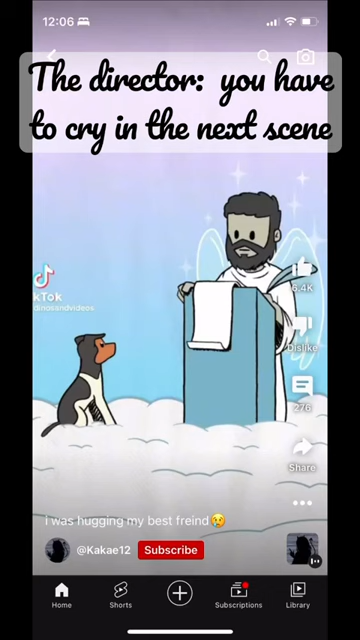 12:06
The director: you have
to cry in the next scene
6.4K
Dislike
276
Share
I was hugging my best freind😢
@Kakae12
Subscribe
Home
Shorts
Subscriptions
Library